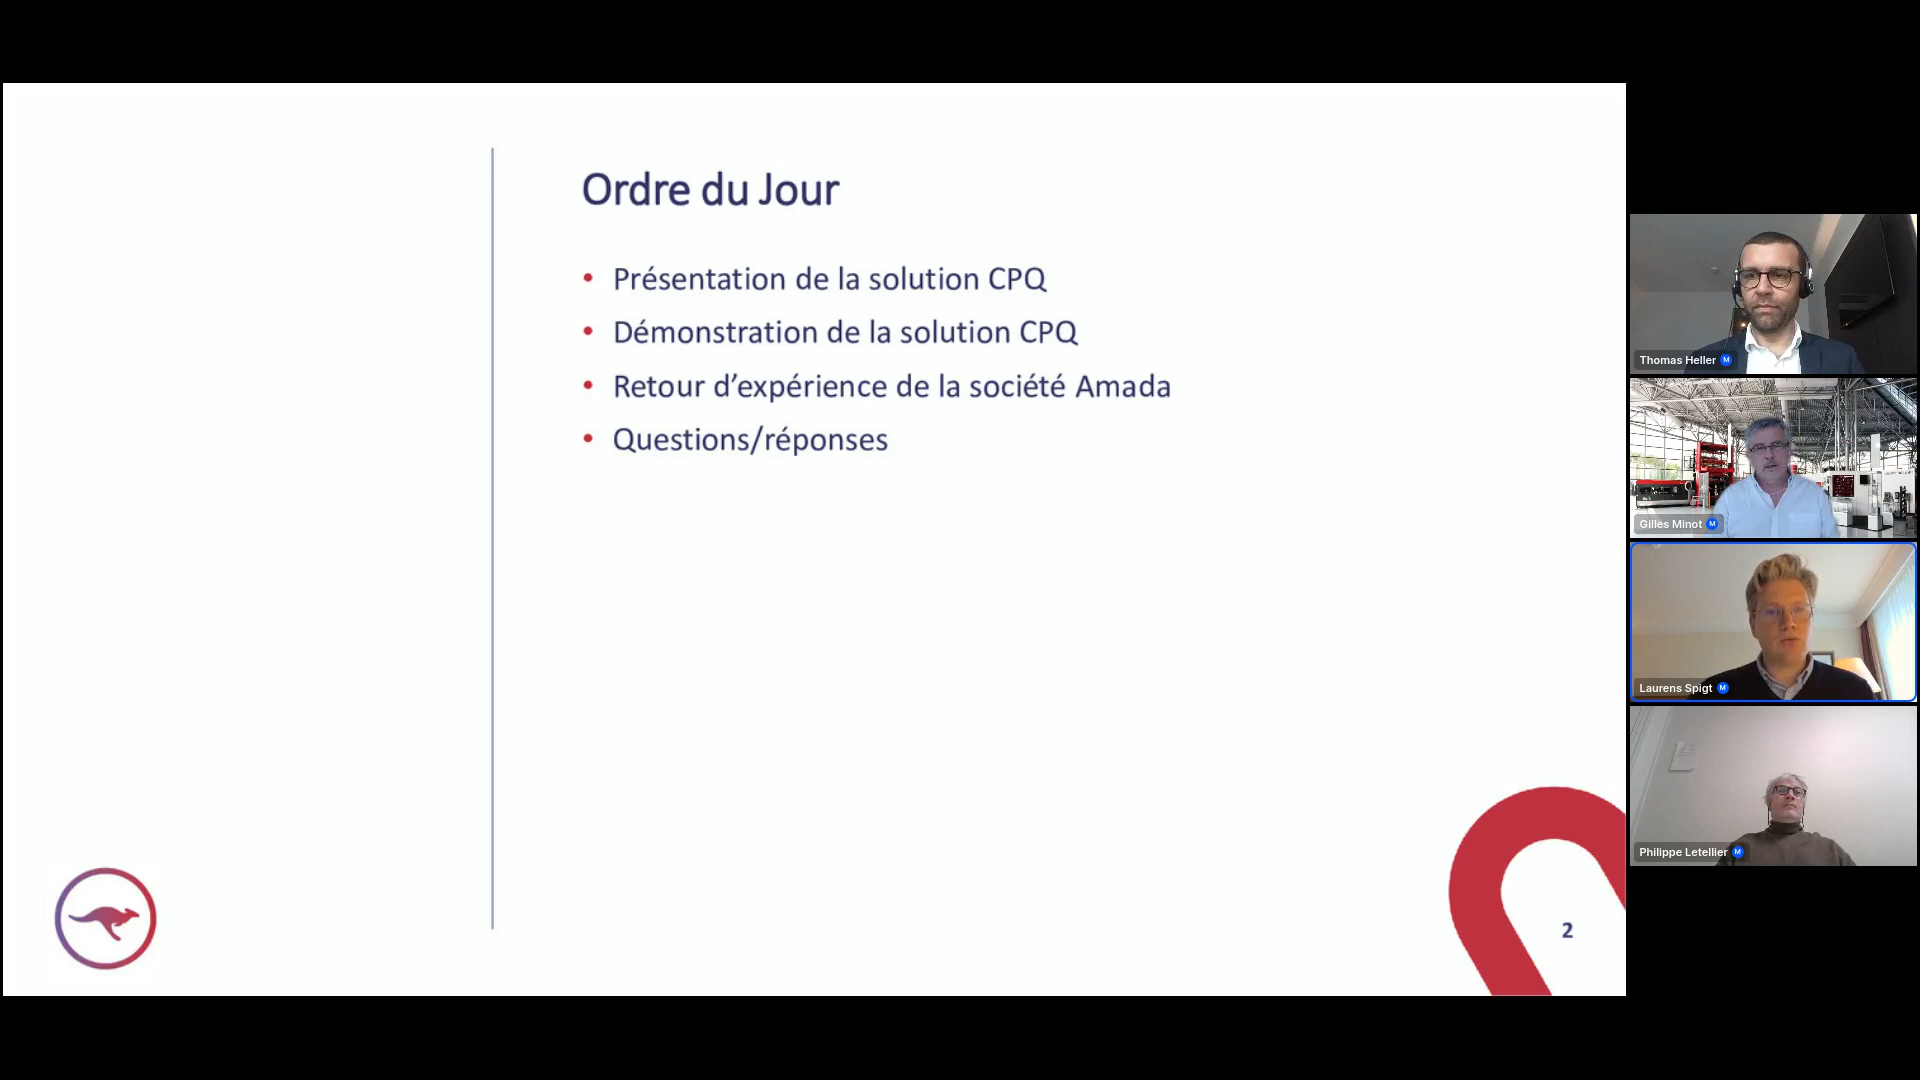 Ordre du Jour
• Présentation de la solution CPQ
• Démonstration de la solution CPQ
• Retour d’expérience de la société Amada
• Questions/réponses
2
Thomas Heller M
Gilles Minot M
Laurens Spigt M
Philippe Letellier M